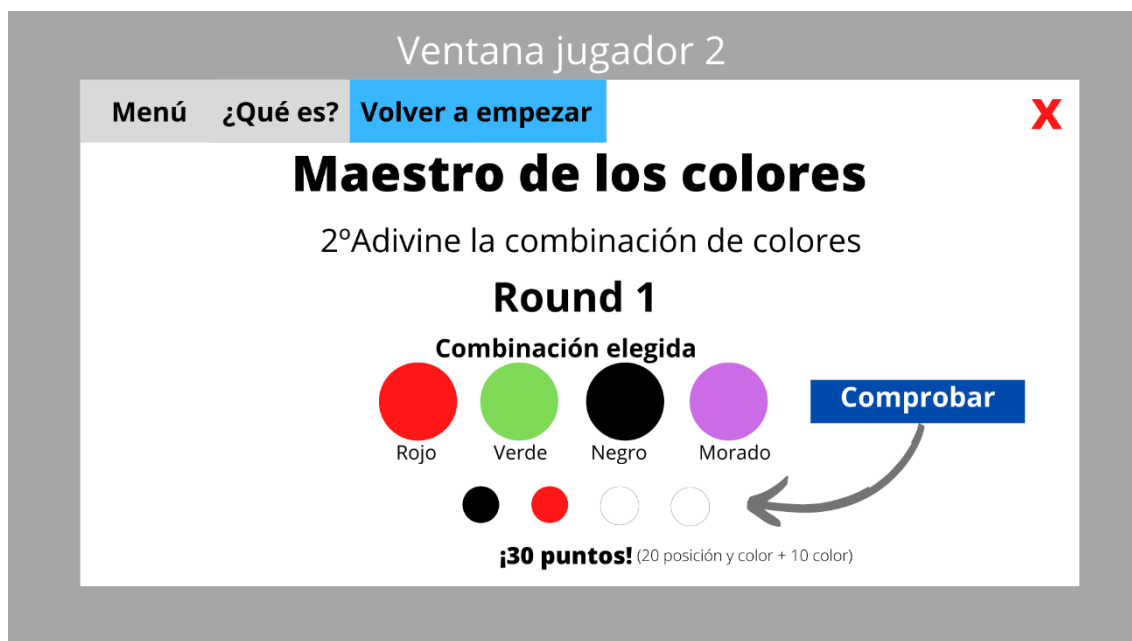 Ventana jugador 2
Menú ¿Qué es? Volver a empezar X
Maestro de los colores
2ºAdivine la combinación de colores
Round 1
Combinación elegida
Comprobar
Rojo Verde Negro Morado
¡30 puntos! (20 posición y color + 10 color)